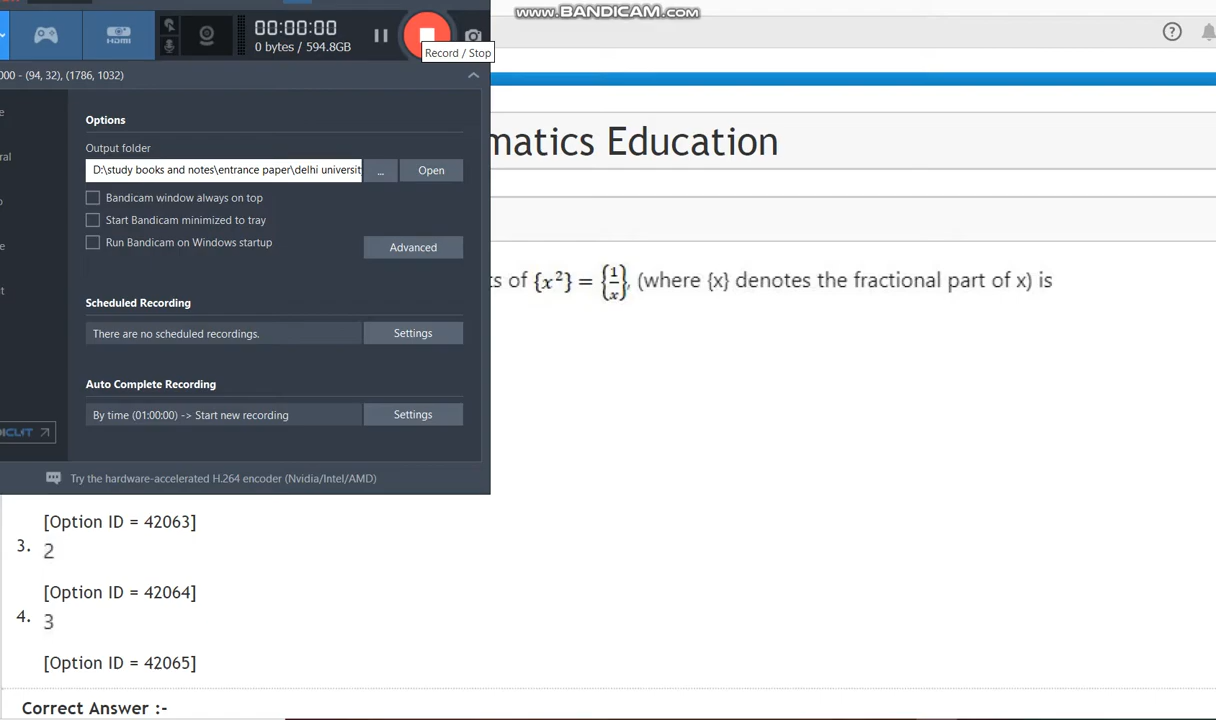 www.BANDICAM.com
00:00:00
0 bytes / 594.8GB
Record / Stop
000 - (94, 32), (1786, 1032)
Options
Output folder
D:\study books and notes\entrance paper\delhi universit
...
Open
Bandicam window always on top
Start Bandicam minimized to tray
Run Bandicam on Windows startup
Advanced
Scheduled Recording
There are no scheduled recordings.
Settings
Auto Complete Recording
By time (01:00:00) -> Start new recording
Settings
Try the hardware-accelerated H.264 encoder (Nvidia/Intel/AMD)
matics Education
ts of {x²} = {1/x}, (where {x} denotes the fractional part of x) is
[Option ID = 42063]
3. 2
[Option ID = 42064]
4. 3
[Option ID = 42065]
Correct Answer :-